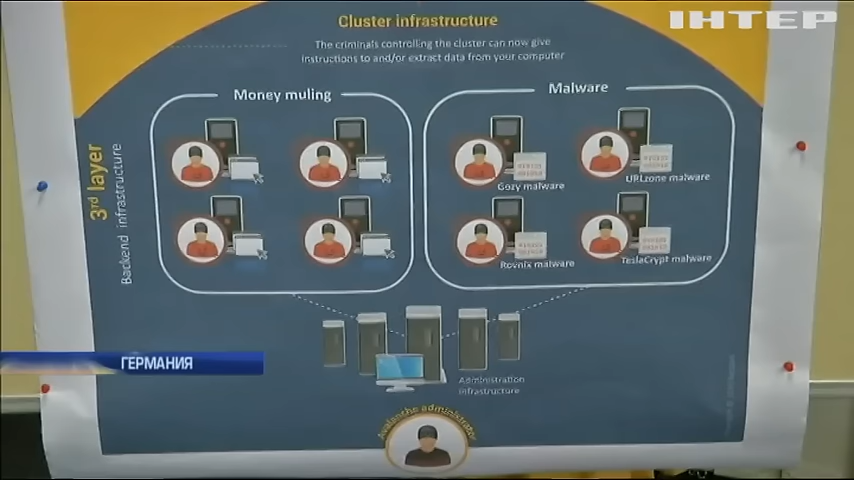 ІНТЕР
Cluster infrastructure
The criminals controlling the cluster can now give
instructions to and/or extract data from your computer
Money muling
Malware
3rd layer
Backend infrastructure
Gozy malware
URLzone malware
Rovnix malware
TeslaCrypt malware
Administration
infrastructure
ГЕРМАНИЯ
Avalanche administrator